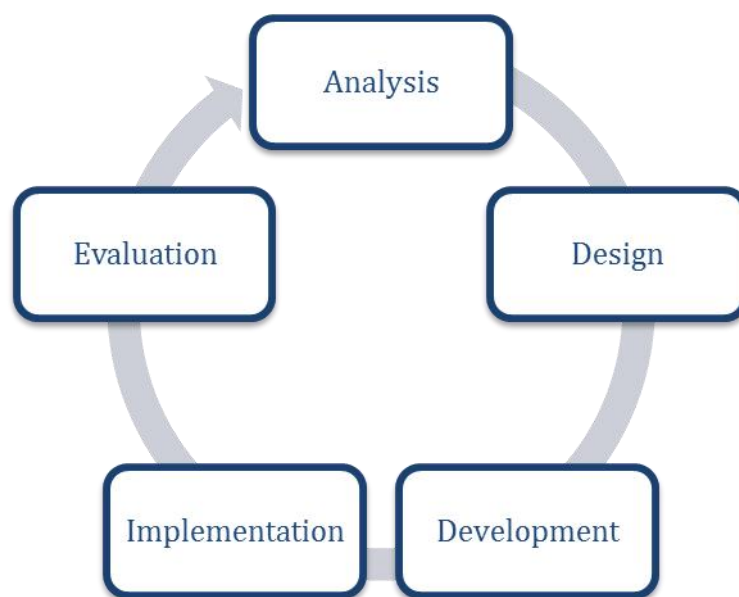 Analysis
Design
Development
Implementation
Evaluation